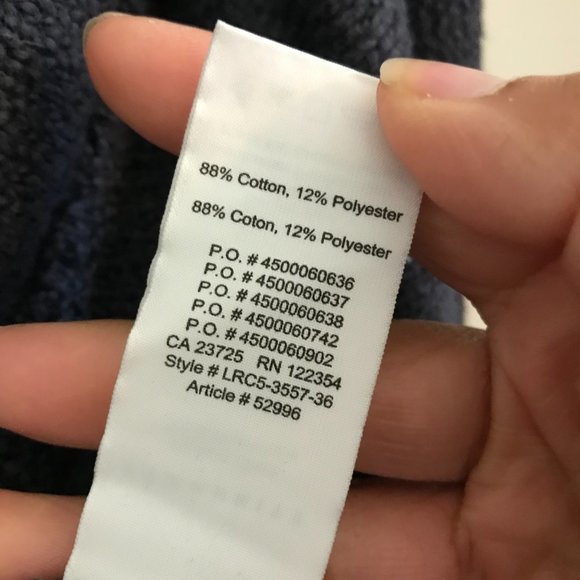 88% Cotton, 12% Polyester
88% Coton, 12% Polyester
P.O. # 4500060636
P.O. # 4500060637
P.O. # 4500060638
P.O. # 4500060742
P.O. # 4500060902
CA 23725 RN 122354
Style # LRC5-3557-36
Article # 52996